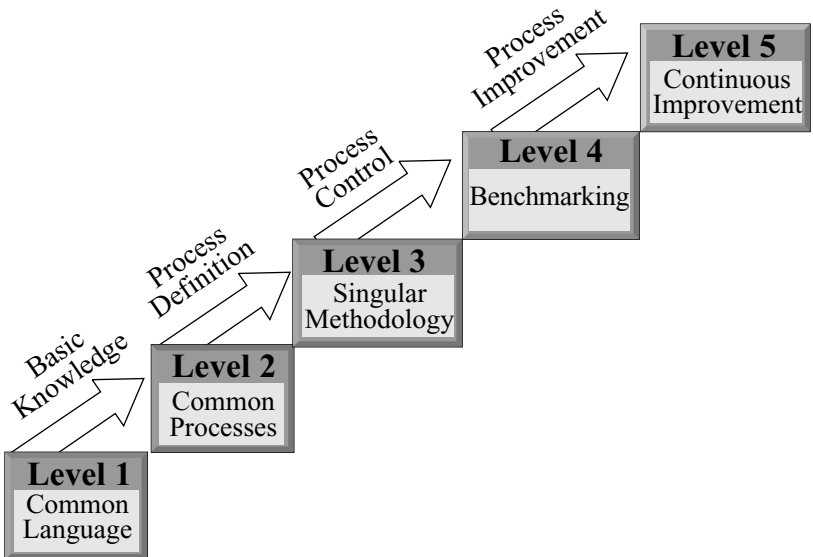 Level 5
Continuous
Improvement
Process
Improvement
Level 4
Benchmarking
Process
Control
Level 3
Singular
Methodology
Process
Definition
Level 2
Common
Processes
Basic
Knowledge
Level 1
Common
Language